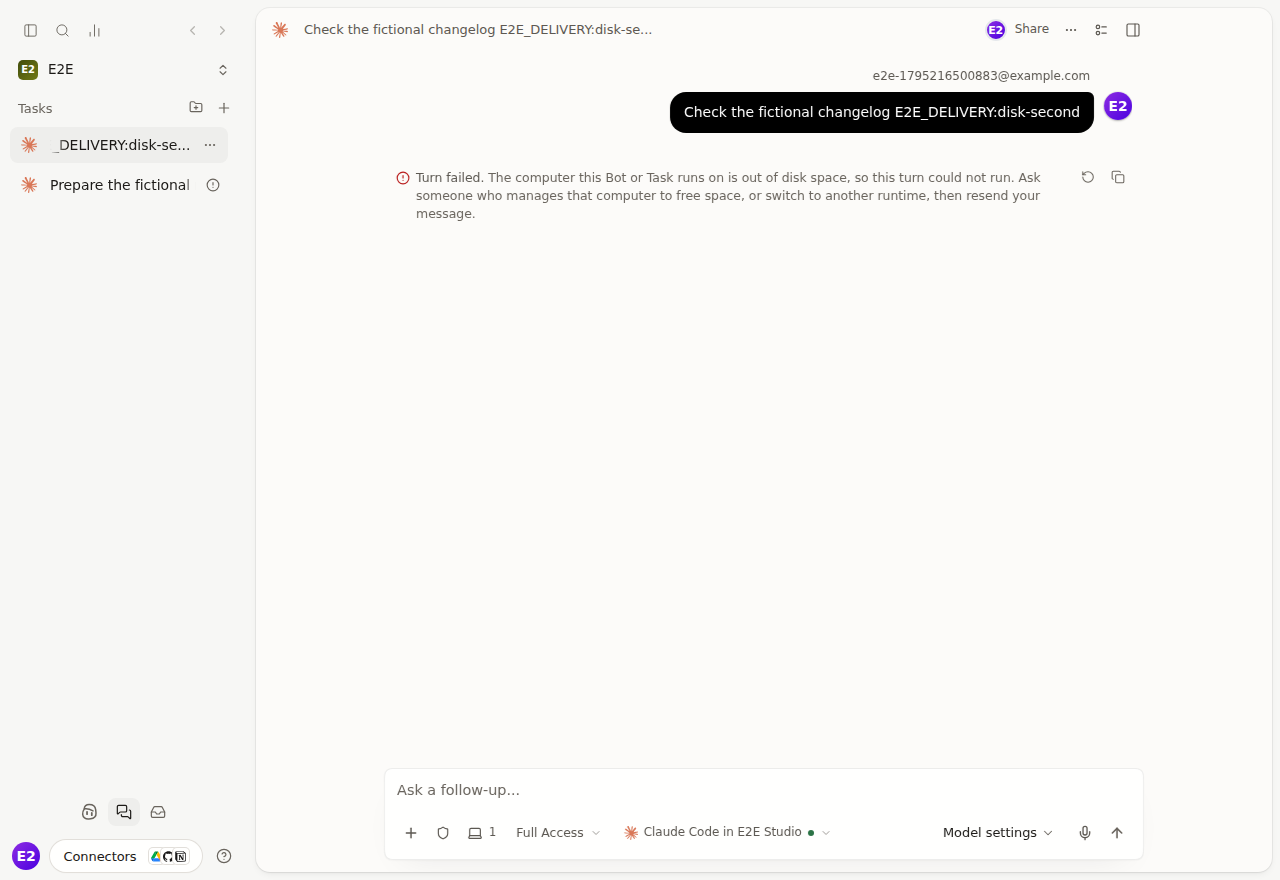 Check the fictional changelog E2E_DELIVERY:disk-se...
E2
Share
E2
E2E
Tasks
_DELIVERY:disk-se...
Prepare the fictional
e2e-1795216500883@example.com
Check the fictional changelog E2E_DELIVERY:disk-second
E2
Turn failed. The computer this Bot or Task runs on is out of disk space, so this turn could not run. Ask
someone who manages that computer to free space, or switch to another runtime, then resend your
message.
Ask a follow-up...
1
Full Access
Claude Code in E2E Studio
Model settings
E2
Connectors